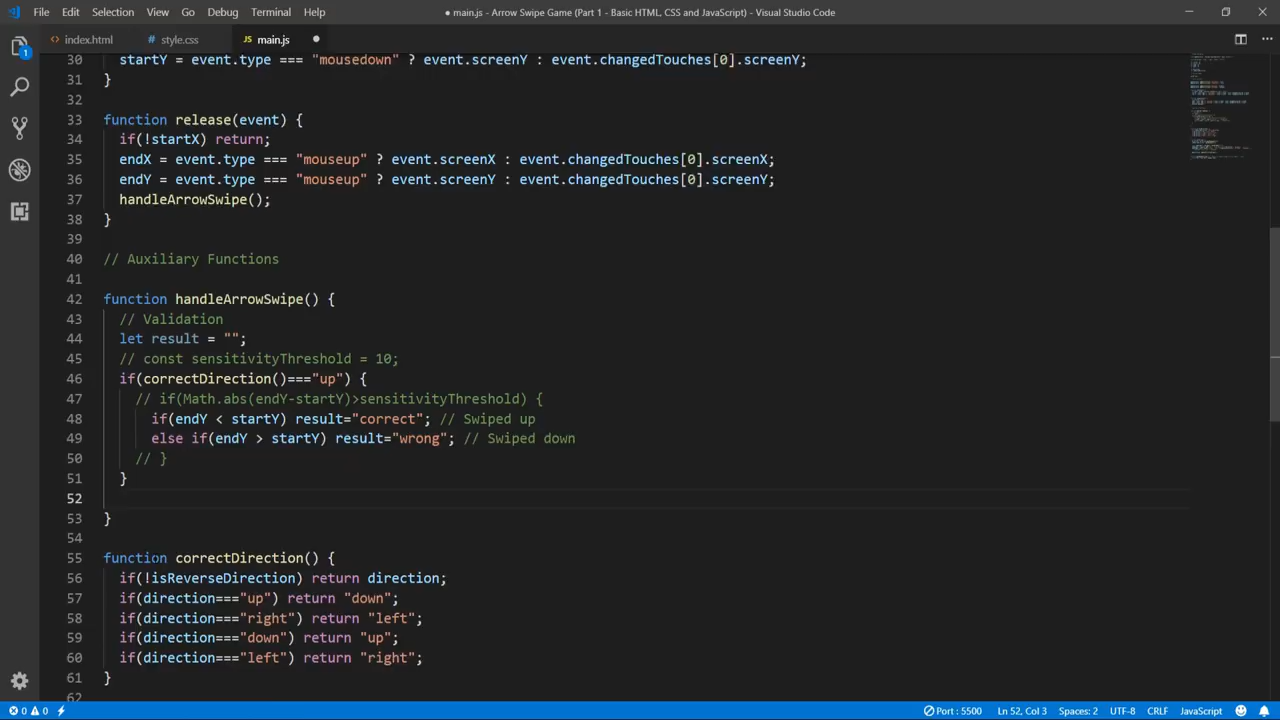 File Edit Selection View Go Debug Terminal Help
● main.js - Arrow Swipe Game (Part 1 - Basic HTML, CSS and JavaScript) - Visual Studio Code
index.html
style.css
JS main.js ●
1
30 startY = event.type === "mousedown" ? event.screenY : event.changedTouches[0].screenY;
31 }
32
33 function release(event) {
34 if(!startX) return;
35 endX = event.type === "mouseup" ? event.screenX : event.changedTouches[0].screenX;
36 endY = event.type === "mouseup" ? event.screenY : event.changedTouches[0].screenY;
37 handleArrowSwipe();
38 }
39
40 // Auxiliary Functions
41
42 function handleArrowSwipe() {
43 // Validation
44 let result = "";
45 // const sensitivityThreshold = 10;
46 if(correctDirection()==="up") {
47 // if(Math.abs(endY-startY)>sensitivityThreshold) {
48 if(endY < startY) result="correct"; // Swiped up
49 else if(endY > startY) result="wrong"; // Swiped down
50 // }
51 }
52
53 }
54
55 function correctDirection() {
56 if(!isReverseDirection) return direction;
57 if(direction==="up") return "down";
58 if(direction==="right") return "left";
59 if(direction==="down") return "up";
60 if(direction==="left") return "right";
61 }
62
0 0 Port : 5500 Ln 52, Col 3 Spaces: 2 UTF-8 CRLF JavaScript